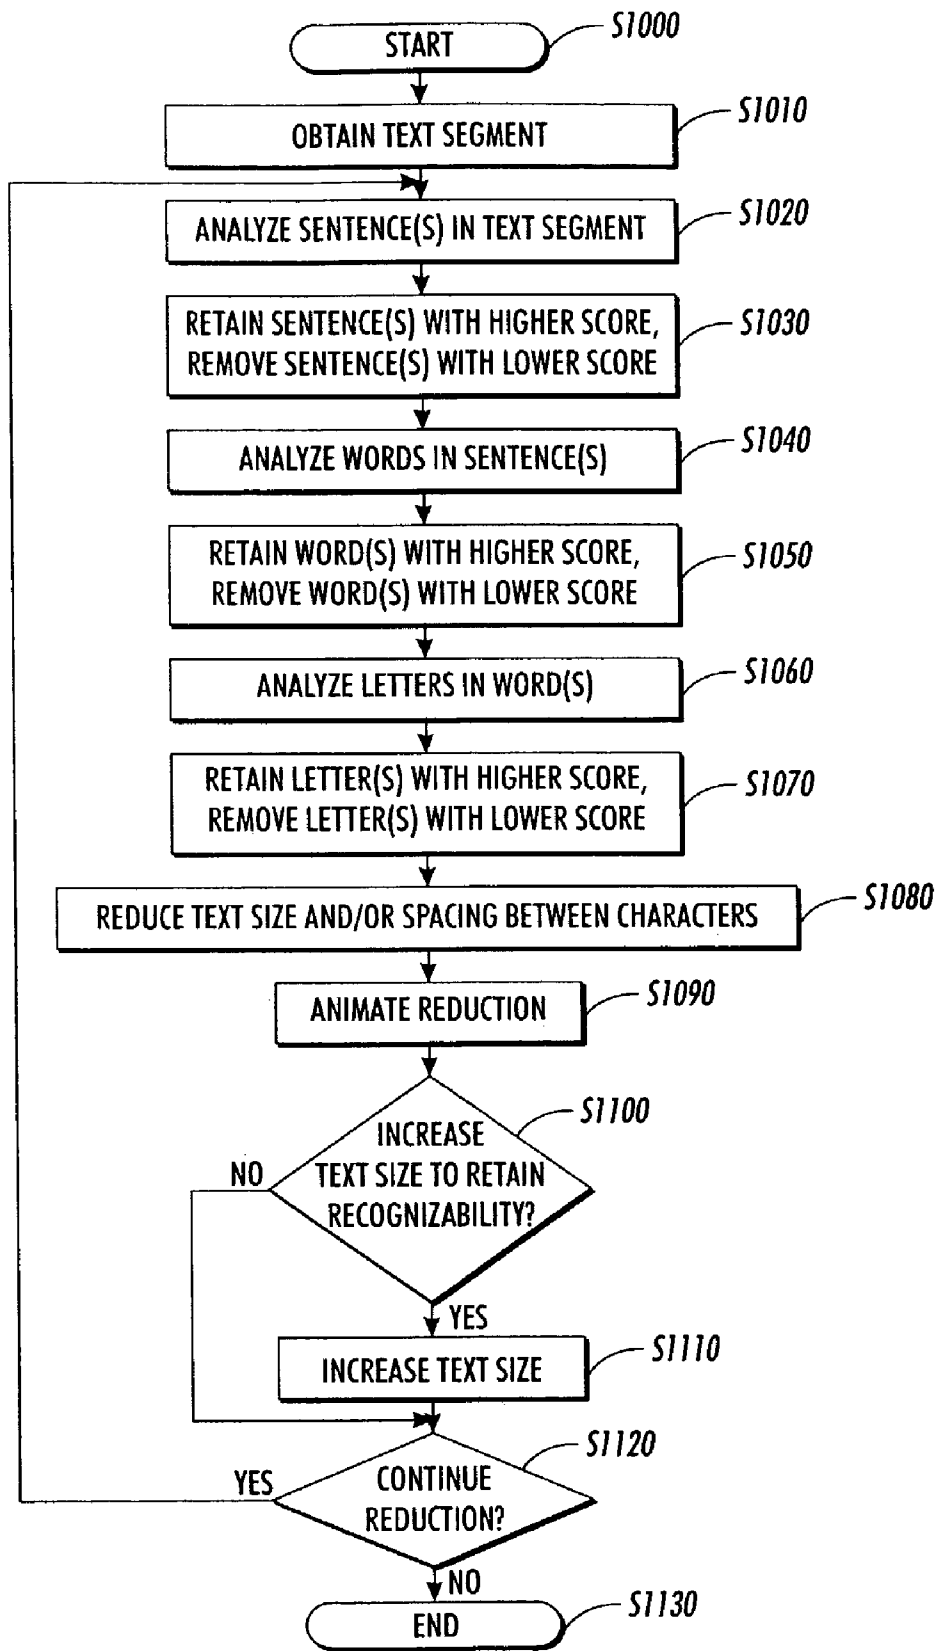 START
S1000
OBTAIN TEXT SEGMENT
S1010
ANALYZE SENTENCE(S) IN TEXT SEGMENT
S1020
RETAIN SENTENCE(S) WITH HIGHER SCORE,
REMOVE SENTENCE(S) WITH LOWER SCORE
S1030
ANALYZE WORDS IN SENTENCE(S)
S1040
RETAIN WORD(S) WITH HIGHER SCORE,
REMOVE WORD(S) WITH LOWER SCORE
S1050
ANALYZE LETTERS IN WORD(S)
S1060
RETAIN LETTER(S) WITH HIGHER SCORE,
REMOVE LETTER(S) WITH LOWER SCORE
S1070
REDUCE TEXT SIZE AND/OR SPACING BETWEEN CHARACTERS
S1080
ANIMATE REDUCTION
S1090
INCREASE
TEXT SIZE TO RETAIN
RECOGNIZABILITY?
S1100
NO
YES
INCREASE TEXT SIZE
S1110
CONTINUE
REDUCTION?
S1120
YES
NO
END
S1130